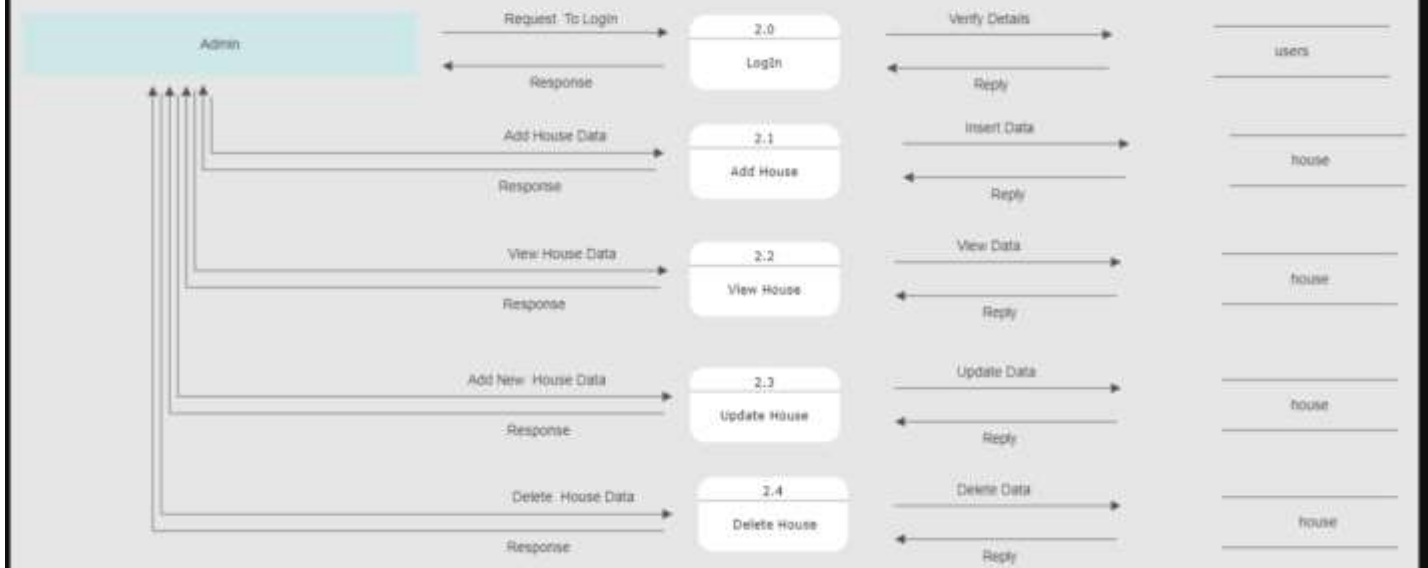 Request To LogIn
Verify Details
2.0
Admin
users
LogIn
Response
Reply
Add House Data
Insert Data
2.1
house
Add House
Response
Reply
View House Data
View Data
2.2
house
View House
Response
Reply
Add New House Data
Update Data
2.3
house
Update House
Response
Reply
Delete House Data
Delete Data
2.4
house
Delete House
Response
Reply